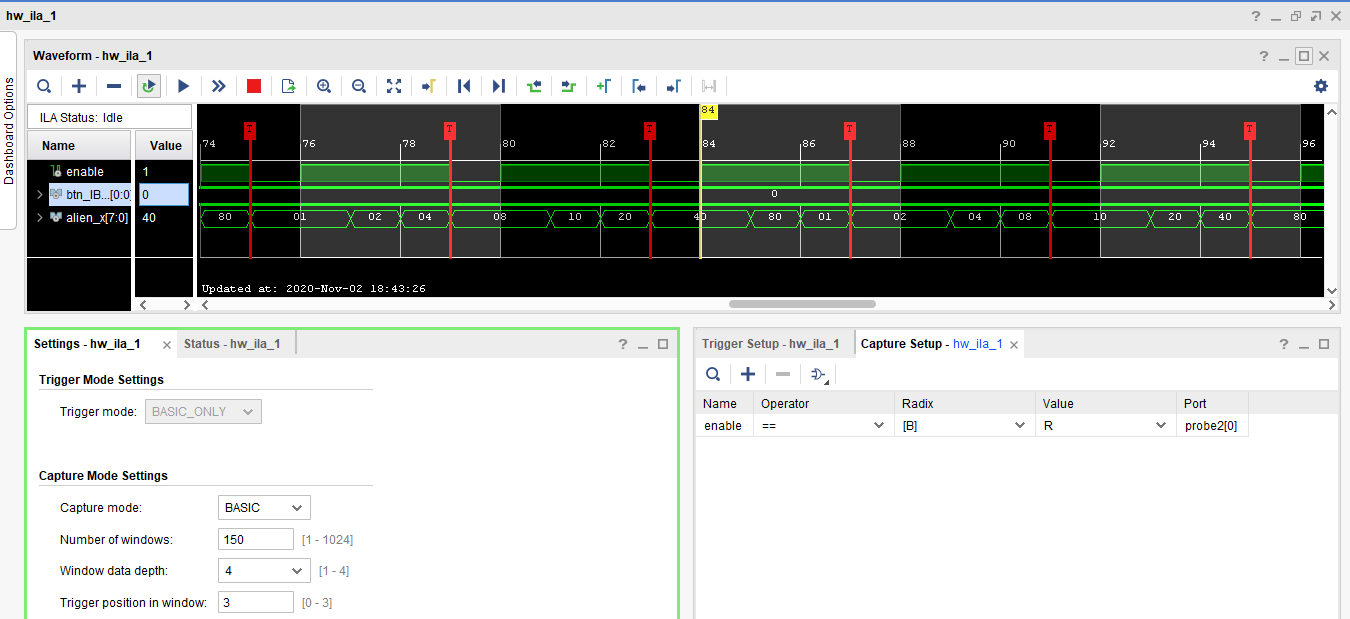 hw_ila_1
Dashboard Options
Waveform - hw_ila_1
ILA Status: Idle
Name Value
enable 1
btn_IB...[0:0] 0
alien_x[7:0] 40
84
T T T T T T
74 76 78 80 82 84 86 88 90 92 94 96
0
80 01 02 04 08 10 20 40 80 01 02 04 08 10 20 40 80
Updated at: 2020-Nov-02 18:43:26
Settings - hw_ila_1 Status - hw_ila_1
Trigger Mode Settings
Trigger mode: BASIC_ONLY
Capture Mode Settings
Capture mode: BASIC
Number of windows: 150 [1 - 1024]
Window data depth: 4 [1 - 4]
Trigger position in window: 3 [0 - 3]
Trigger Setup - hw_ila_1 Capture Setup - hw_ila_1
Name Operator Radix Value Port
enable == [B] R probe2[0]